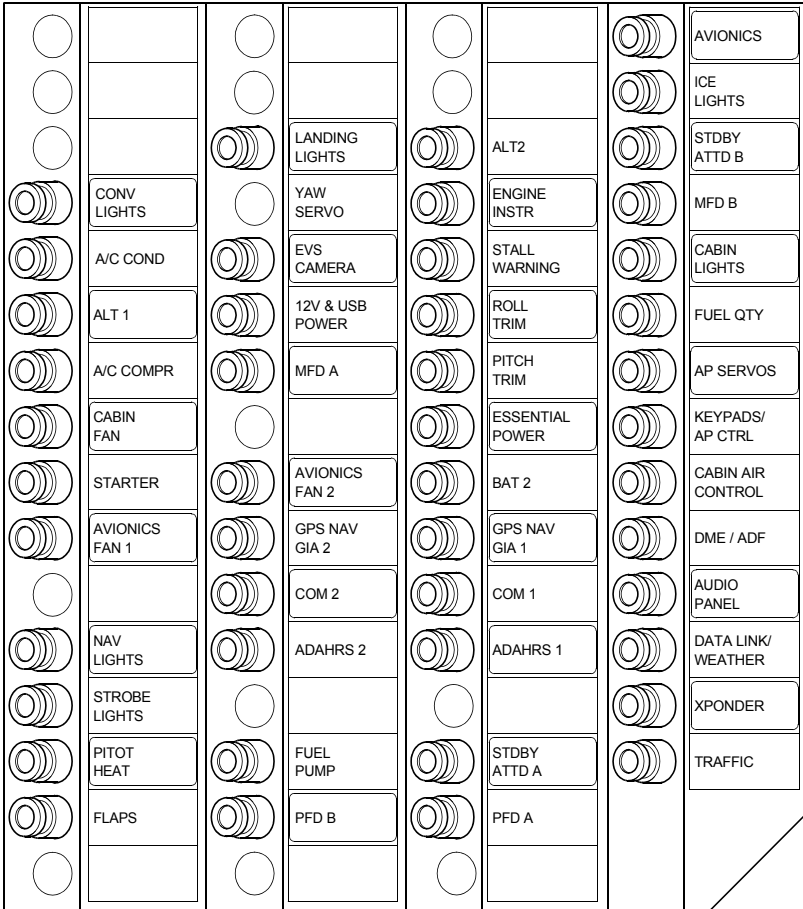 CONV
LIGHTS
A/C COND
ALT 1
A/C COMPR
CABIN
FAN
STARTER
AVIONICS
FAN 1
NAV
LIGHTS
STROBE
LIGHTS
PITOT
HEAT
FLAPS
LANDING
LIGHTS
YAW
SERVO
EVS
CAMERA
12V & USB
POWER
MFD A
AVIONICS
FAN 2
GPS NAV
GIA 2
COM 2
ADAHRS 2
FUEL
PUMP
PFD B
ALT2
ENGINE
INSTR
STALL
WARNING
ROLL
TRIM
PITCH
TRIM
ESSENTIAL
POWER
BAT 2
GPS NAV
GIA 1
COM 1
ADAHRS 1
STDBY
ATTD A
PFD A
AVIONICS
ICE
LIGHTS
STDBY
ATTD B
MFD B
CABIN
LIGHTS
FUEL QTY
AP SERVOS
KEYPADS/
AP CTRL
CABIN AIR
CONTROL
DME / ADF
AUDIO
PANEL
DATA LINK/
WEATHER
XPONDER
TRAFFIC